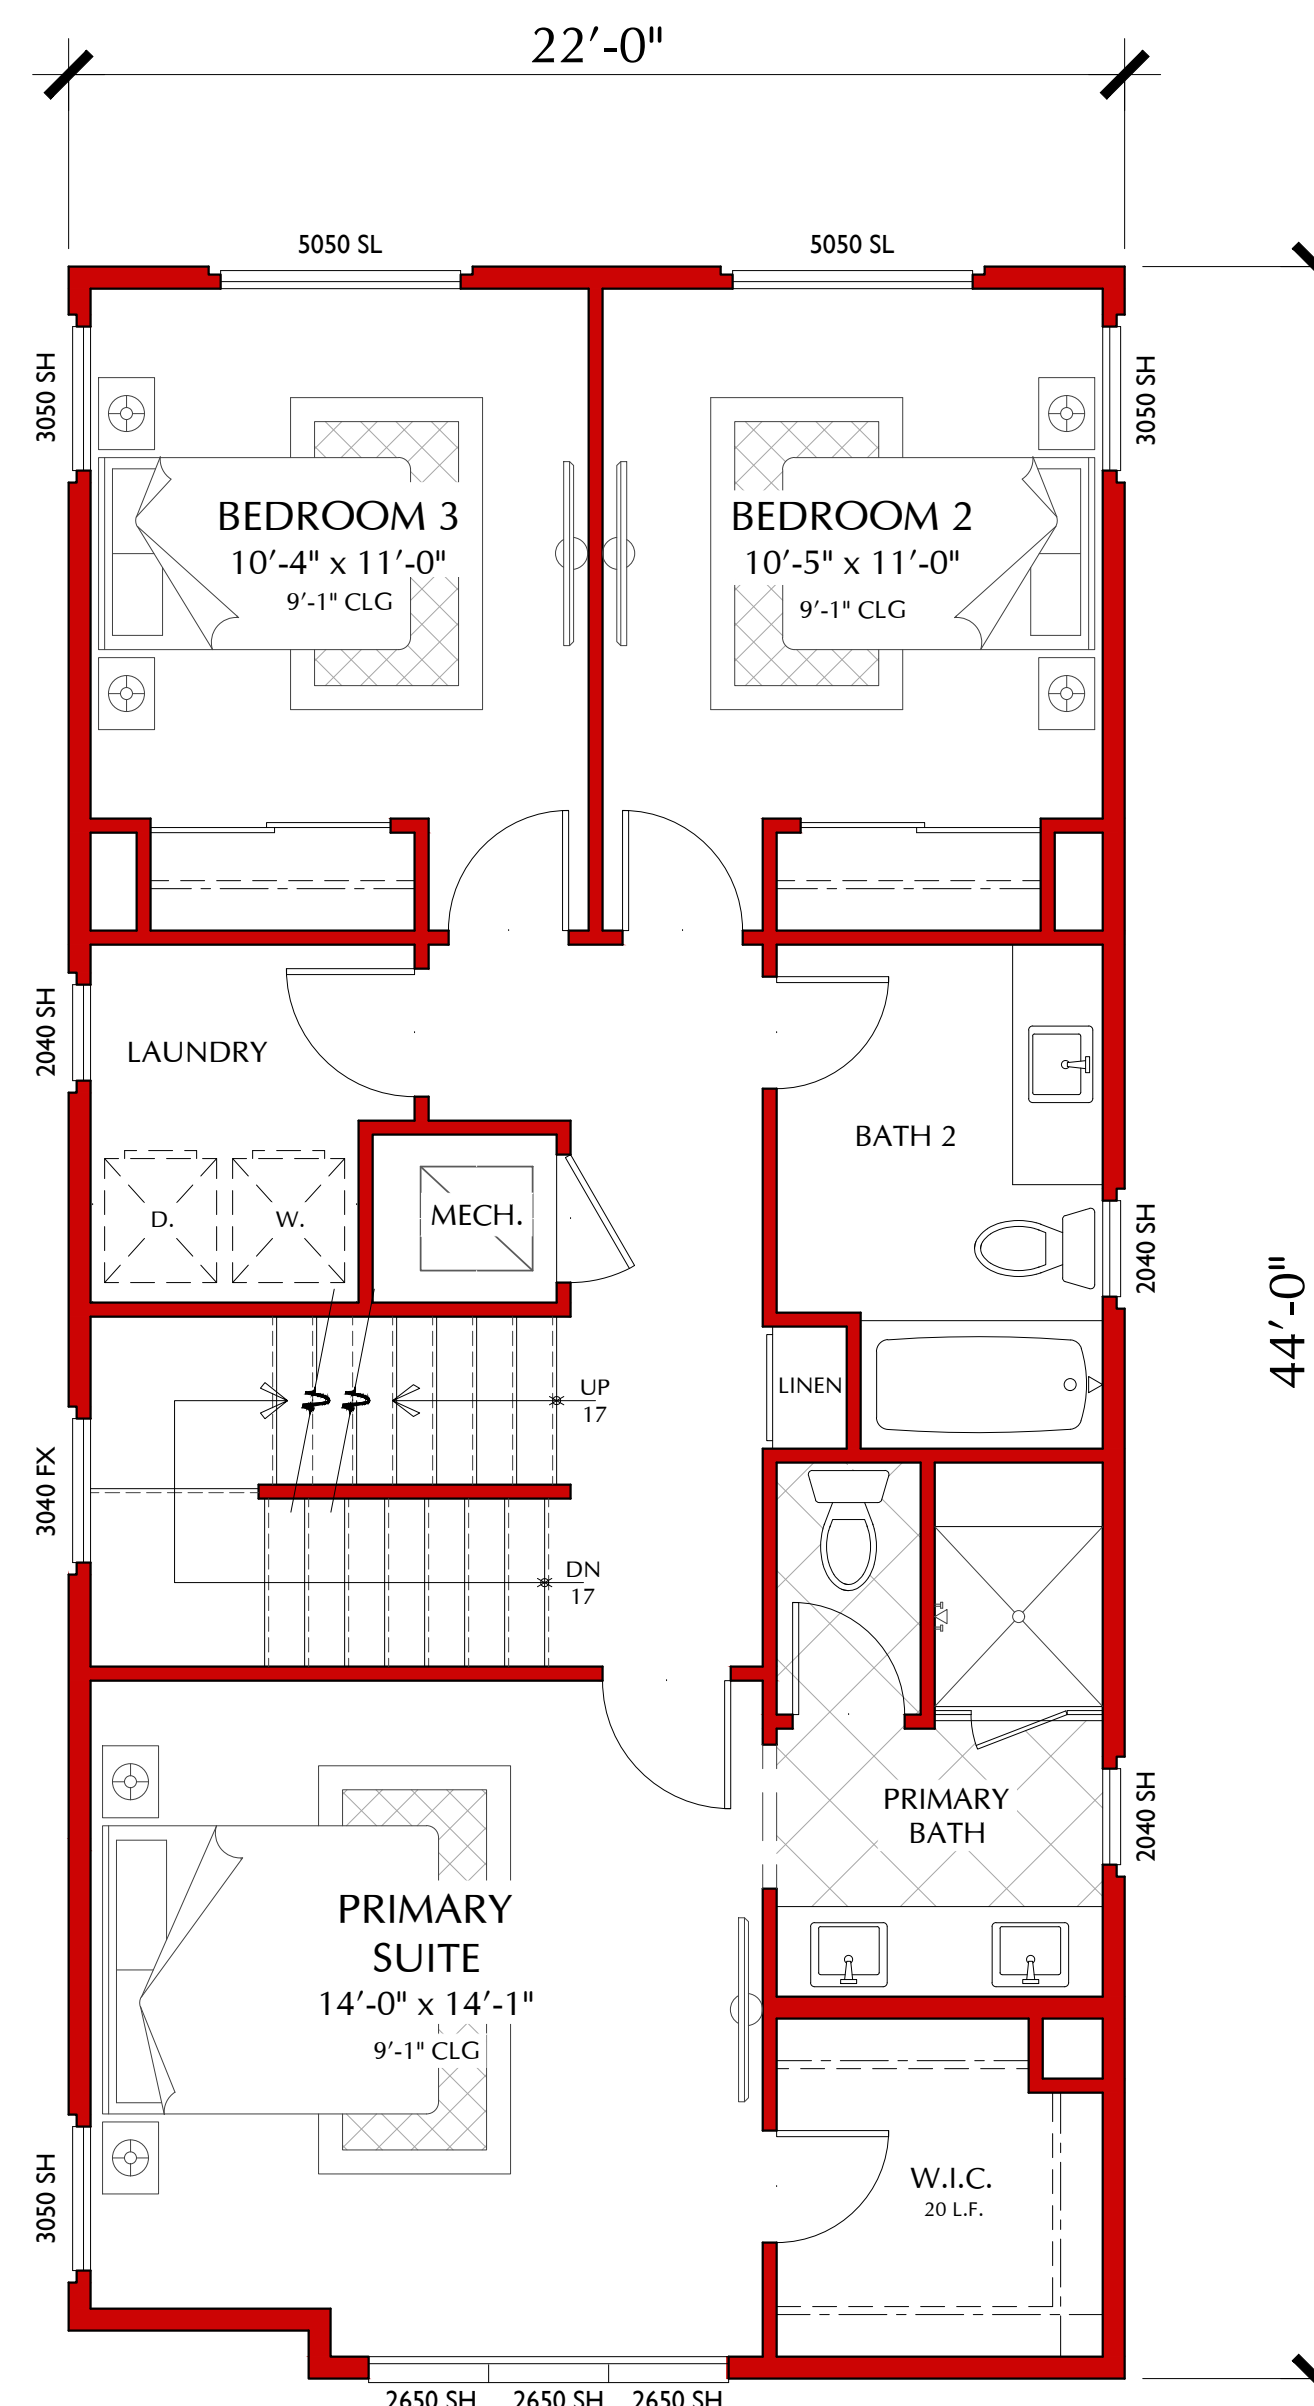 22'-0"
5050 SL
5050 SL
3050 SH
3050 SH
BEDROOM 3
10'-4" x 11'-0"
9'-1" CLG
BEDROOM 2
10'-5" x 11'-0"
9'-1" CLG
2040 SH
LAUNDRY
BATH 2
D.
W.
MECH.
2040 SH
44'-0"
UP
17
LINEN
3040 FX
DN
17
PRIMARY
BATH
2040 SH
PRIMARY
SUITE
14'-0" x 14'-1"
9'-1" CLG
3050 SH
W.I.C.
20 L.F.
2650 SH
2650 SH
2650 SH